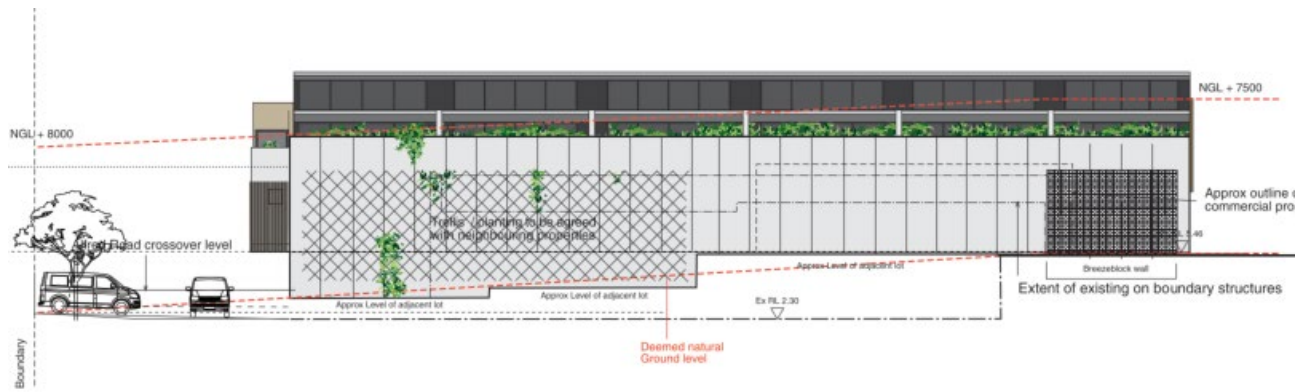 NGL + 7500
NGL + 8000
Approx outline
commercial pro
Trellis / planting to be agreed
with neighbouring properties
Road crossover level
Approx Level of adjacent lot
Breezeblock wall
Approx Level of adjacent lot
Approx Level of adjacent lot
Extent of existing on boundary structures
Ex RL 2.30
Deemed natural
Ground level
Boundary